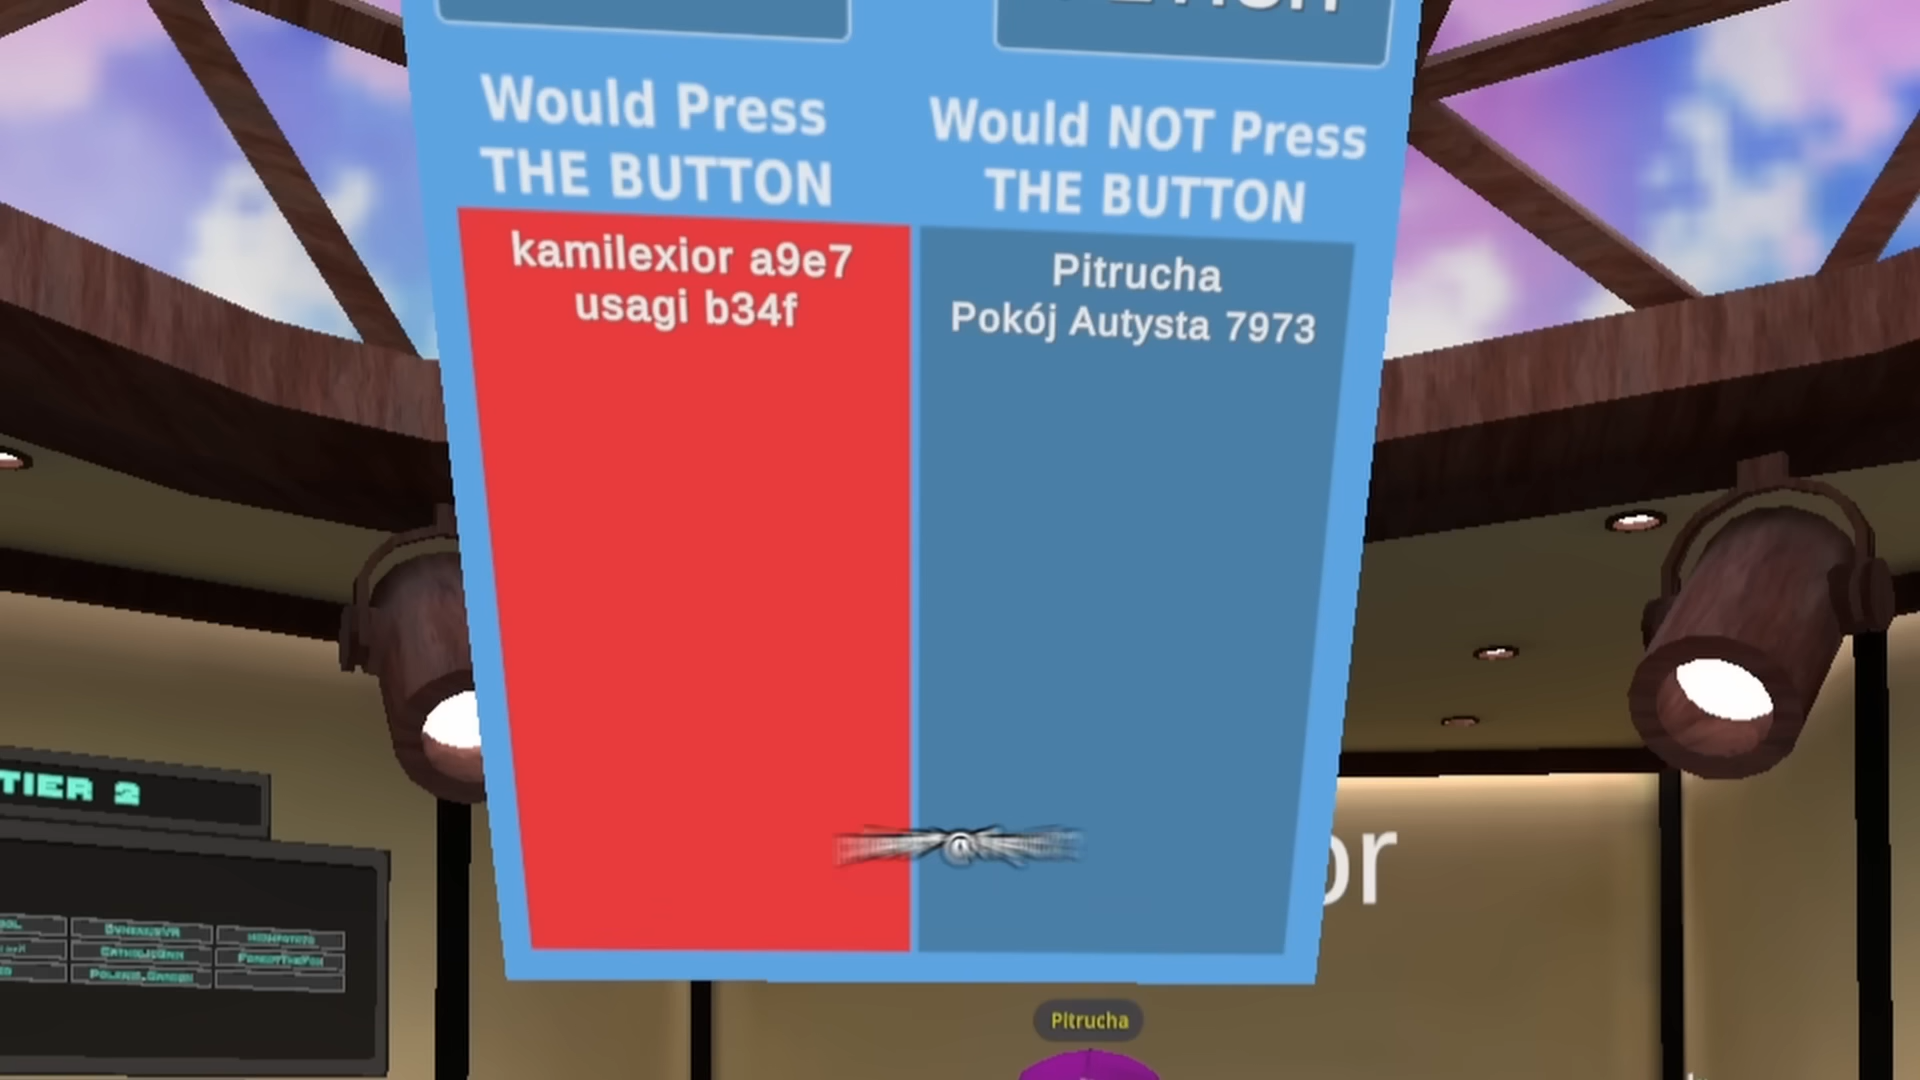 Would Press
THE BUTTON
Would NOT Press
THE BUTTON
kamilexior a9e7
usagi b34f
Pitrucha
Pokój Autysta 7973
TIER 2
or
Pitrucha